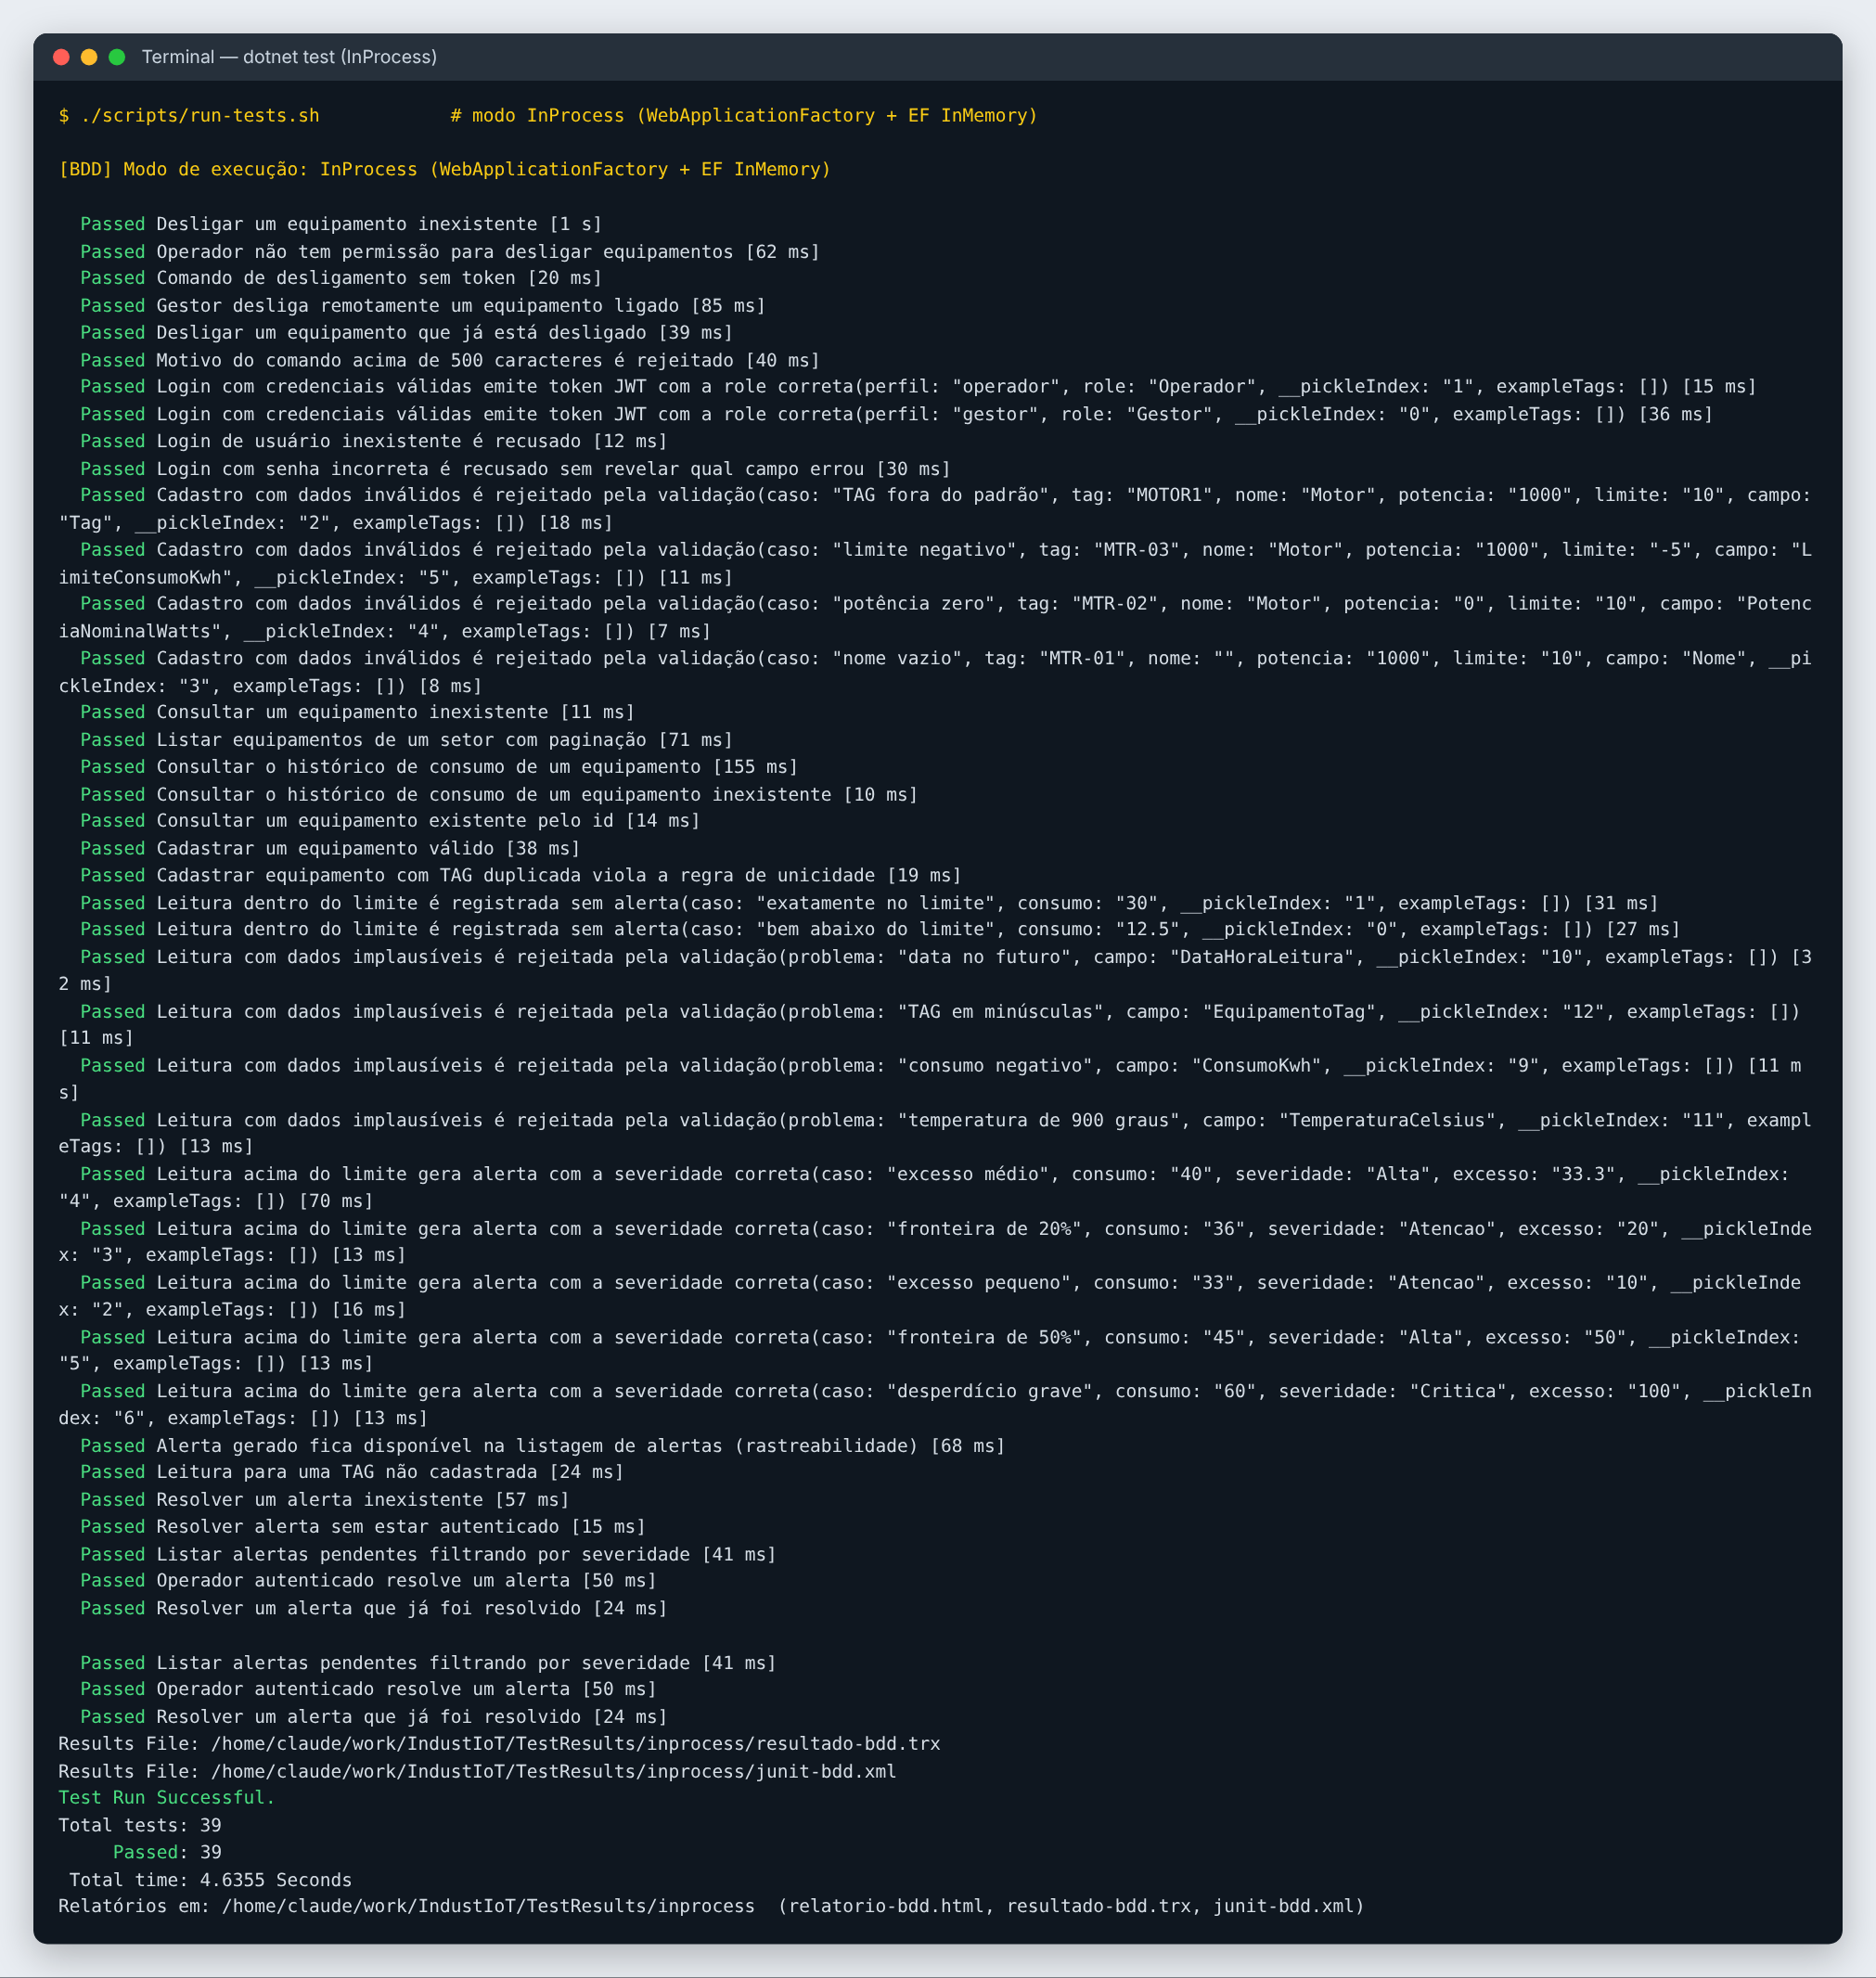 Terminal — dotnet test (InProcess)
$ ./scripts/run-tests.sh            # modo InProcess (WebApplicationFactory + EF InMemory)
[BDD] Modo de execução: InProcess (WebApplicationFactory + EF InMemory)
Passed Desligar um equipamento inexistente [1 s]
Passed Operador não tem permissão para desligar equipamentos [62 ms]
Passed Comando de desligamento sem token [20 ms]
Passed Gestor desliga remotamente um equipamento ligado [85 ms]
Passed Desligar um equipamento que já está desligado [39 ms]
Passed Motivo do comando acima de 500 caracteres é rejeitado [40 ms]
Passed Login com credenciais válidas emite token JWT com a role correta(perfil: "operador", role: "Operador", __pickleIndex: "1", exampleTags: []) [15 ms]
Passed Login com credenciais válidas emite token JWT com a role correta(perfil: "gestor", role: "Gestor", __pickleIndex: "0", exampleTags: []) [36 ms]
Passed Login de usuário inexistente é recusado [12 ms]
Passed Login com senha incorreta é recusado sem revelar qual campo errou [30 ms]
Passed Cadastro com dados inválidos é rejeitado pela validação(caso: "TAG fora do padrão", tag: "MOTOR1", nome: "Motor", potencia: "1000", limite: "10", campo:
"Tag", __pickleIndex: "2", exampleTags: []) [18 ms]
Passed Cadastro com dados inválidos é rejeitado pela validação(caso: "limite negativo", tag: "MTR-03", nome: "Motor", potencia: "1000", limite: "-5", campo: "L
imiteConsumoKwh", __pickleIndex: "5", exampleTags: []) [11 ms]
Passed Cadastro com dados inválidos é rejeitado pela validação(caso: "potência zero", tag: "MTR-02", nome: "Motor", potencia: "0", limite: "10", campo: "Potenc
iaNominalWatts", __pickleIndex: "4", exampleTags: []) [7 ms]
Passed Cadastro com dados inválidos é rejeitado pela validação(caso: "nome vazio", tag: "MTR-01", nome: "", potencia: "1000", limite: "10", campo: "Nome", __pi
ckleIndex: "3", exampleTags: []) [8 ms]
Passed Consultar um equipamento inexistente [11 ms]
Passed Listar equipamentos de um setor com paginação [71 ms]
Passed Consultar o histórico de consumo de um equipamento [155 ms]
Passed Consultar o histórico de consumo de um equipamento inexistente [10 ms]
Passed Consultar um equipamento existente pelo id [14 ms]
Passed Cadastrar um equipamento válido [38 ms]
Passed Cadastrar equipamento com TAG duplicada viola a regra de unicidade [19 ms]
Passed Leitura dentro do limite é registrada sem alerta(caso: "exatamente no limite", consumo: "30", __pickleIndex: "1", exampleTags: []) [31 ms]
Passed Leitura dentro do limite é registrada sem alerta(caso: "bem abaixo do limite", consumo: "12.5", __pickleIndex: "0", exampleTags: []) [27 ms]
Passed Leitura com dados implausíveis é rejeitada pela validação(problema: "data no futuro", campo: "DataHoraLeitura", __pickleIndex: "10", exampleTags: []) [3
2 ms]
Passed Leitura com dados implausíveis é rejeitada pela validação(problema: "TAG em minúsculas", campo: "EquipamentoTag", __pickleIndex: "12", exampleTags: [])
[11 ms]
Passed Leitura com dados implausíveis é rejeitada pela validação(problema: "consumo negativo", campo: "ConsumoKwh", __pickleIndex: "9", exampleTags: []) [11 m
s]
Passed Leitura com dados implausíveis é rejeitada pela validação(problema: "temperatura de 900 graus", campo: "TemperaturaCelsius", __pickleIndex: "11", exampl
eTags: []) [13 ms]
Passed Leitura acima do limite gera alerta com a severidade correta(caso: "excesso médio", consumo: "40", severidade: "Alta", excesso: "33.3", __pickleIndex:
"4", exampleTags: []) [70 ms]
Passed Leitura acima do limite gera alerta com a severidade correta(caso: "fronteira de 20%", consumo: "36", severidade: "Atencao", excesso: "20", __pickleInde
x: "3", exampleTags: []) [13 ms]
Passed Leitura acima do limite gera alerta com a severidade correta(caso: "excesso pequeno", consumo: "33", severidade: "Atencao", excesso: "10", __pickleInde
x: "2", exampleTags: []) [16 ms]
Passed Leitura acima do limite gera alerta com a severidade correta(caso: "fronteira de 50%", consumo: "45", severidade: "Alta", excesso: "50", __pickleIndex:
"5", exampleTags: []) [13 ms]
Passed Leitura acima do limite gera alerta com a severidade correta(caso: "desperdício grave", consumo: "60", severidade: "Critica", excesso: "100", __pickleIn
dex: "6", exampleTags: []) [13 ms]
Passed Alerta gerado fica disponível na listagem de alertas (rastreabilidade) [68 ms]
Passed Leitura para uma TAG não cadastrada [24 ms]
Passed Resolver um alerta inexistente [57 ms]
Passed Resolver alerta sem estar autenticado [15 ms]
Passed Listar alertas pendentes filtrando por severidade [41 ms]
Passed Operador autenticado resolve um alerta [50 ms]
Passed Resolver um alerta que já foi resolvido [24 ms]
Passed Listar alertas pendentes filtrando por severidade [41 ms]
Passed Operador autenticado resolve um alerta [50 ms]
Passed Resolver um alerta que já foi resolvido [24 ms]
Results File: /home/claude/work/IndustIoT/TestResults/inprocess/resultado-bdd.trx
Results File: /home/claude/work/IndustIoT/TestResults/inprocess/junit-bdd.xml
Test Run Successful.
Total tests: 39
Passed: 39
Total time: 4.6355 Seconds
Relatórios em: /home/claude/work/IndustIoT/TestResults/inprocess  (relatorio-bdd.html, resultado-bdd.trx, junit-bdd.xml)